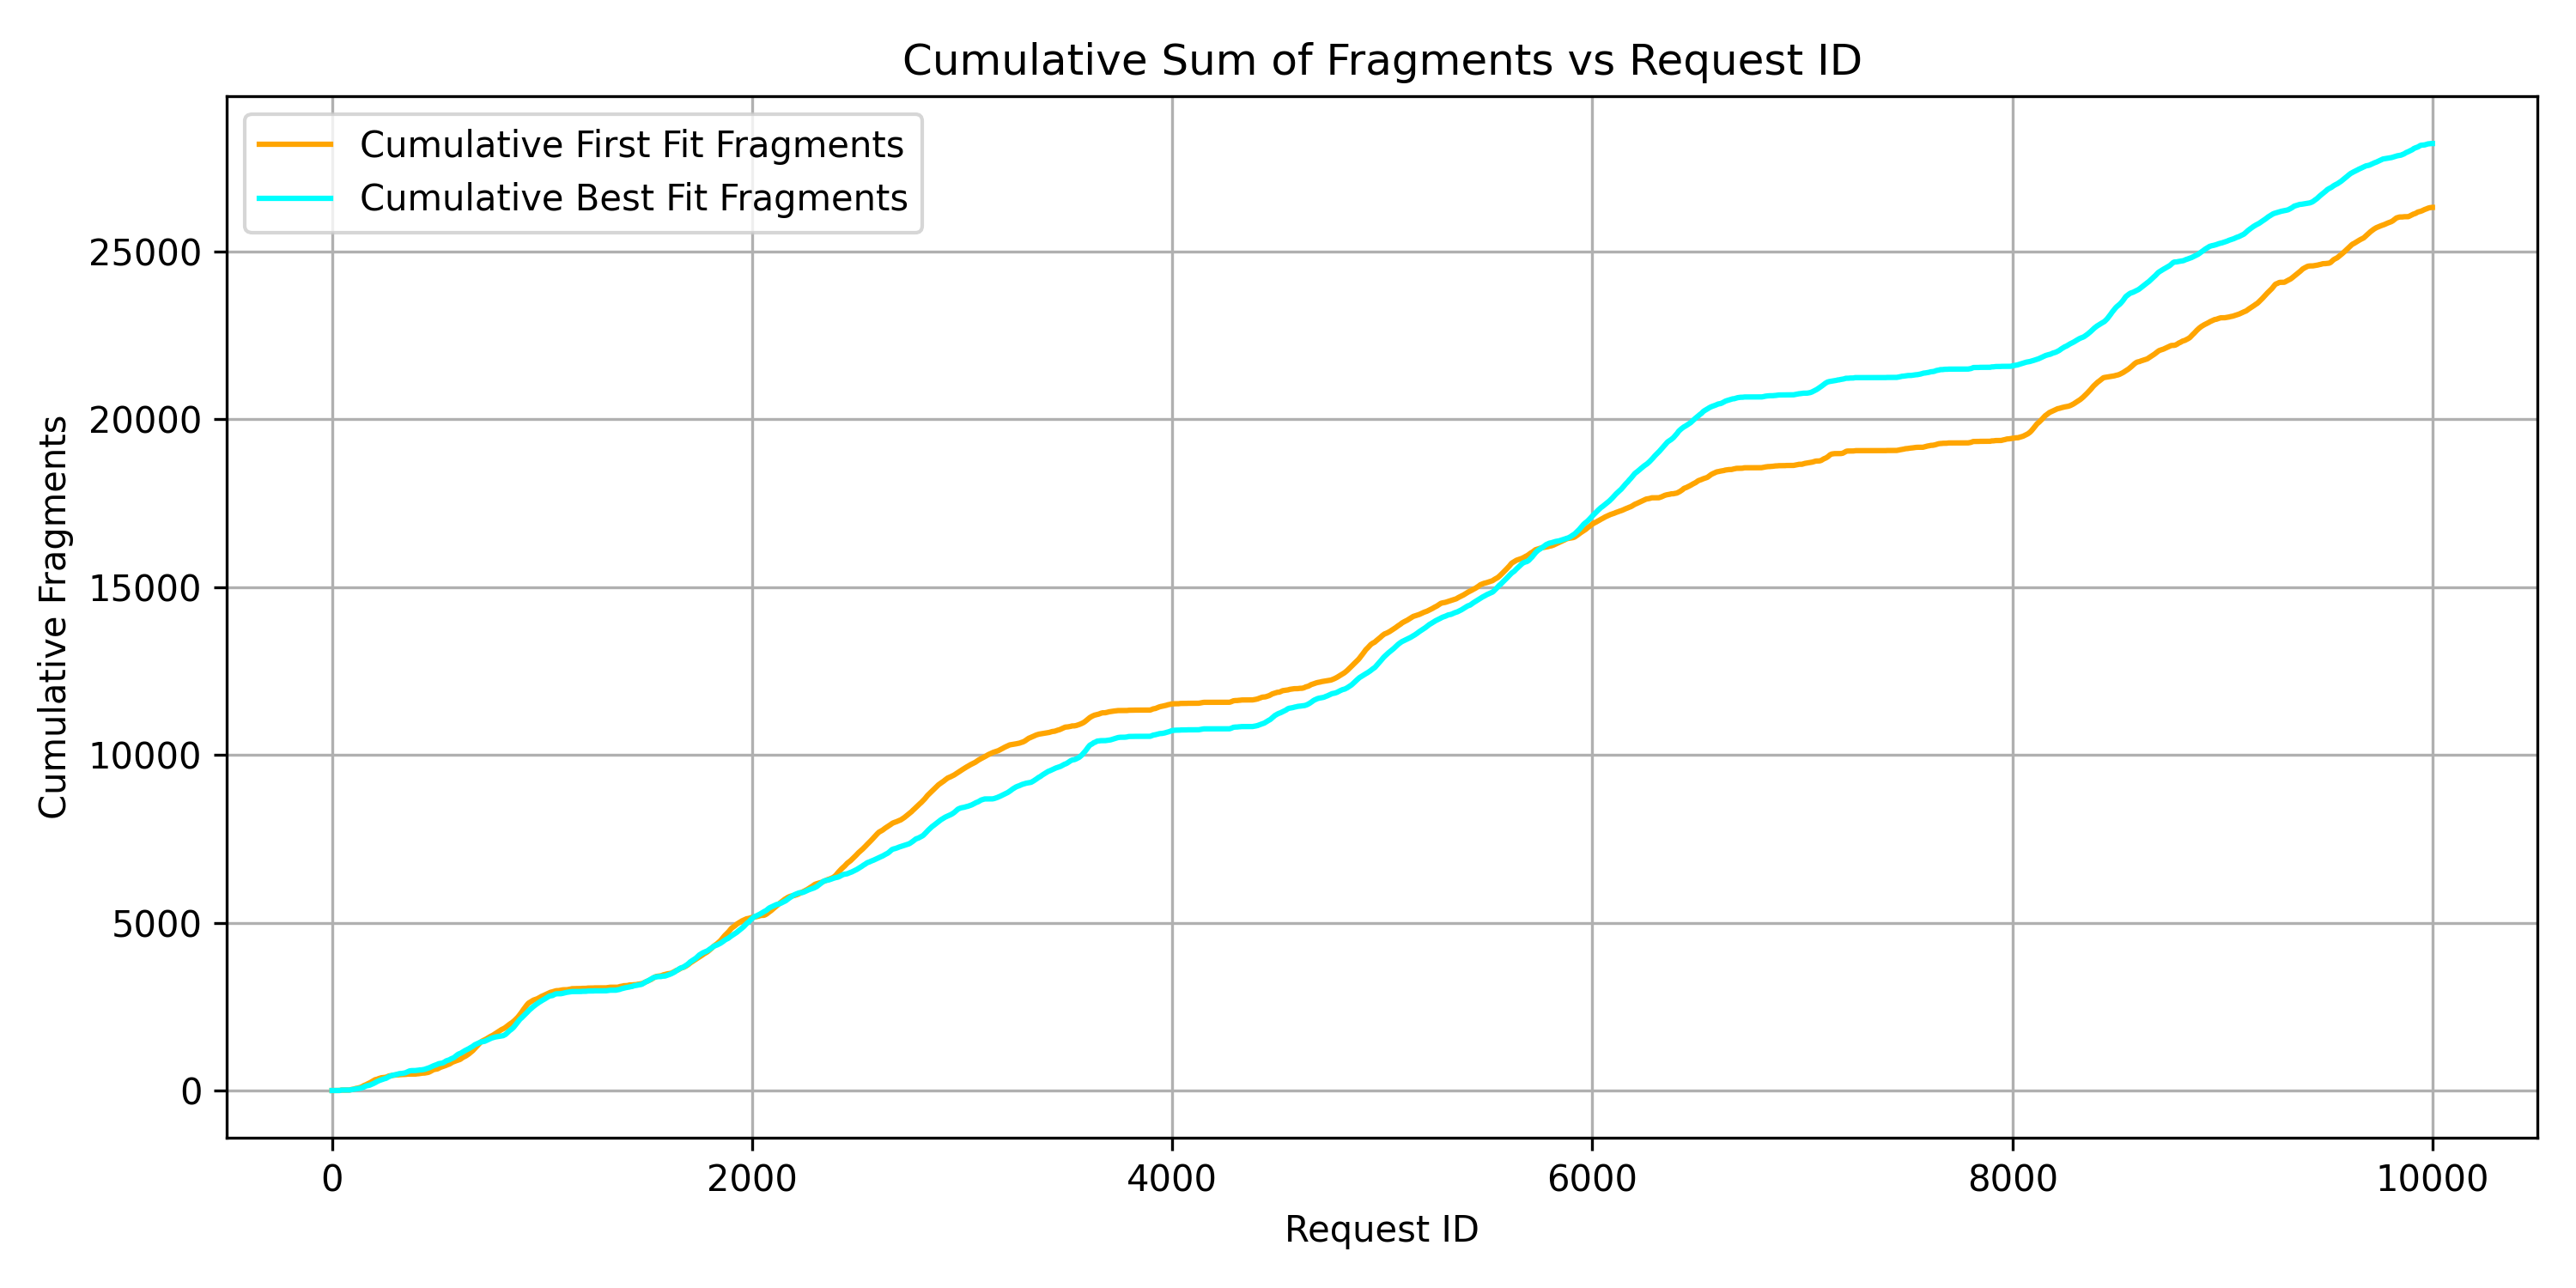 Cumulative Sum of Fragments vs Request ID
Cumulative First Fit Fragments
Cumulative Best Fit Fragments
Cumulative Fragments
25000
20000
15000
10000
5000
0
0 2000 4000 6000 8000 10000
Request ID